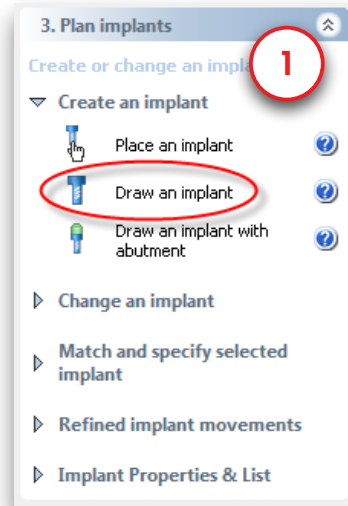 3. Plan implants
Create or change an
1
Create an implant
Place an implant
Draw an implant
Draw an implant with
abutment
Change an implant
Match and specify selected
implant
Refined implant movements
Implant Properties & List